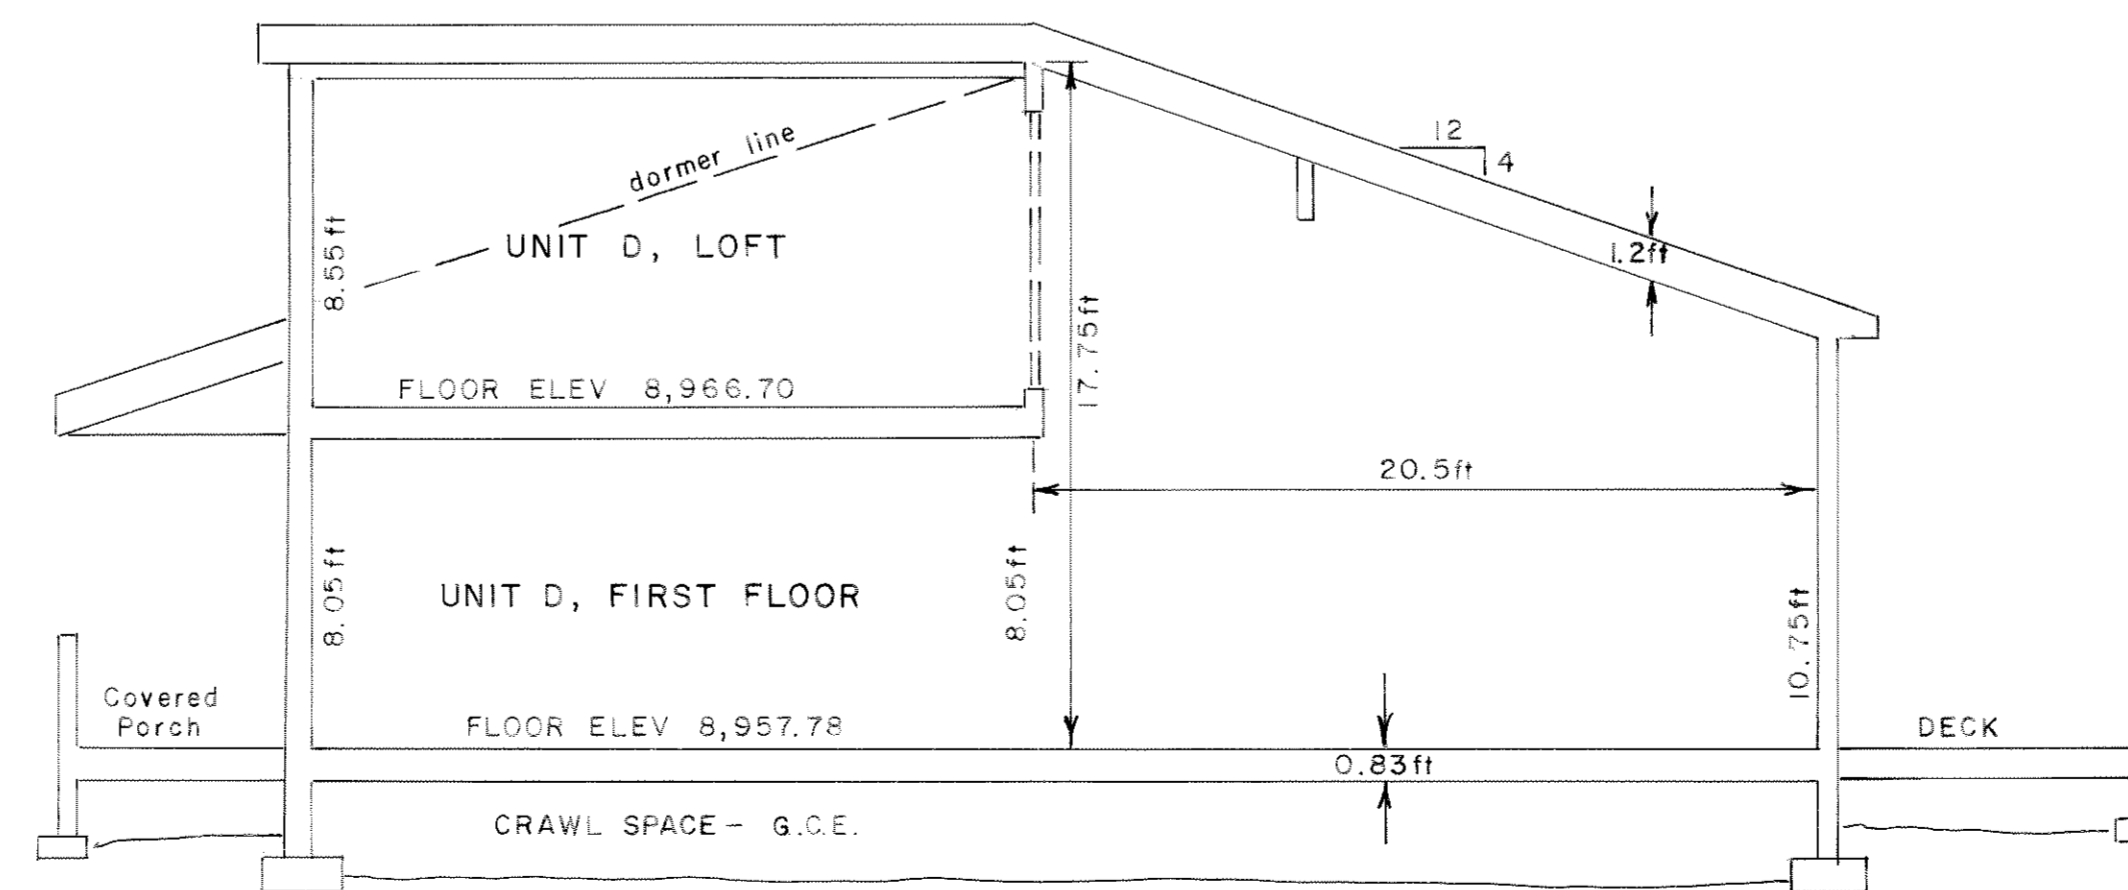 12
4
dormer line
1.2ft
8.55ft
UNIT D, LOFT
17.75ft
FLOOR ELEV 8,966.70
20.5ft
8.05ft
UNIT D, FIRST FLOOR
8.05ft
10.75ft
Covered
Porch
FLOOR ELEV 8,957.78
DECK
0.83ft
CRAWL SPACE - G.C.E.